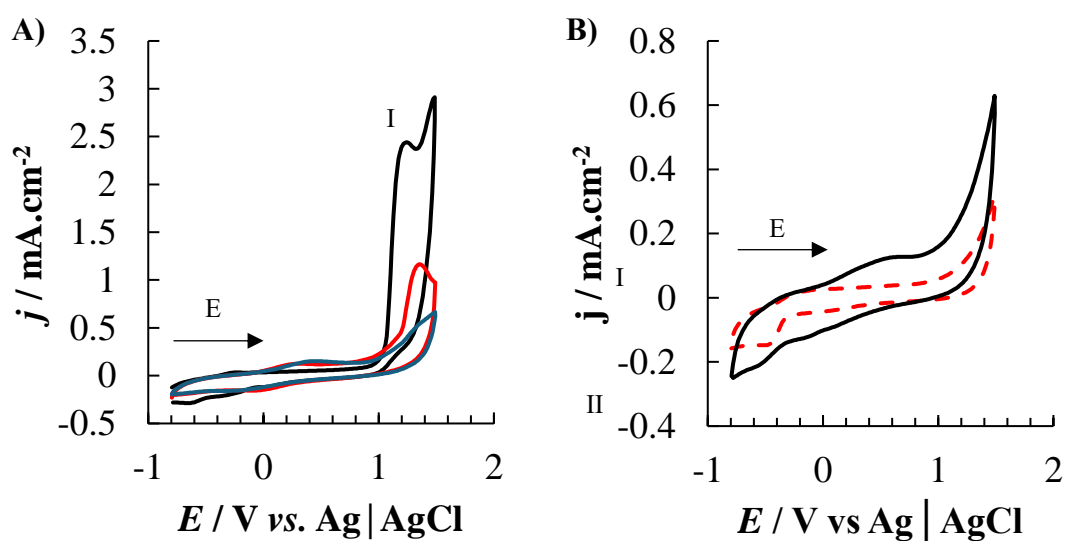 A)
3.5
3
2.5
2
1.5
1
0.5
0
-0.5
j / mA.cm-2
I
E
-1
0
1
2
E / V vs. Ag|AgCl
B)
0.8
0.6
0.4
0.2
0
-0.2
-0.4
j / mA.cm-2
I
II
E
-1
0
1
2
E / V vs Ag | AgCl